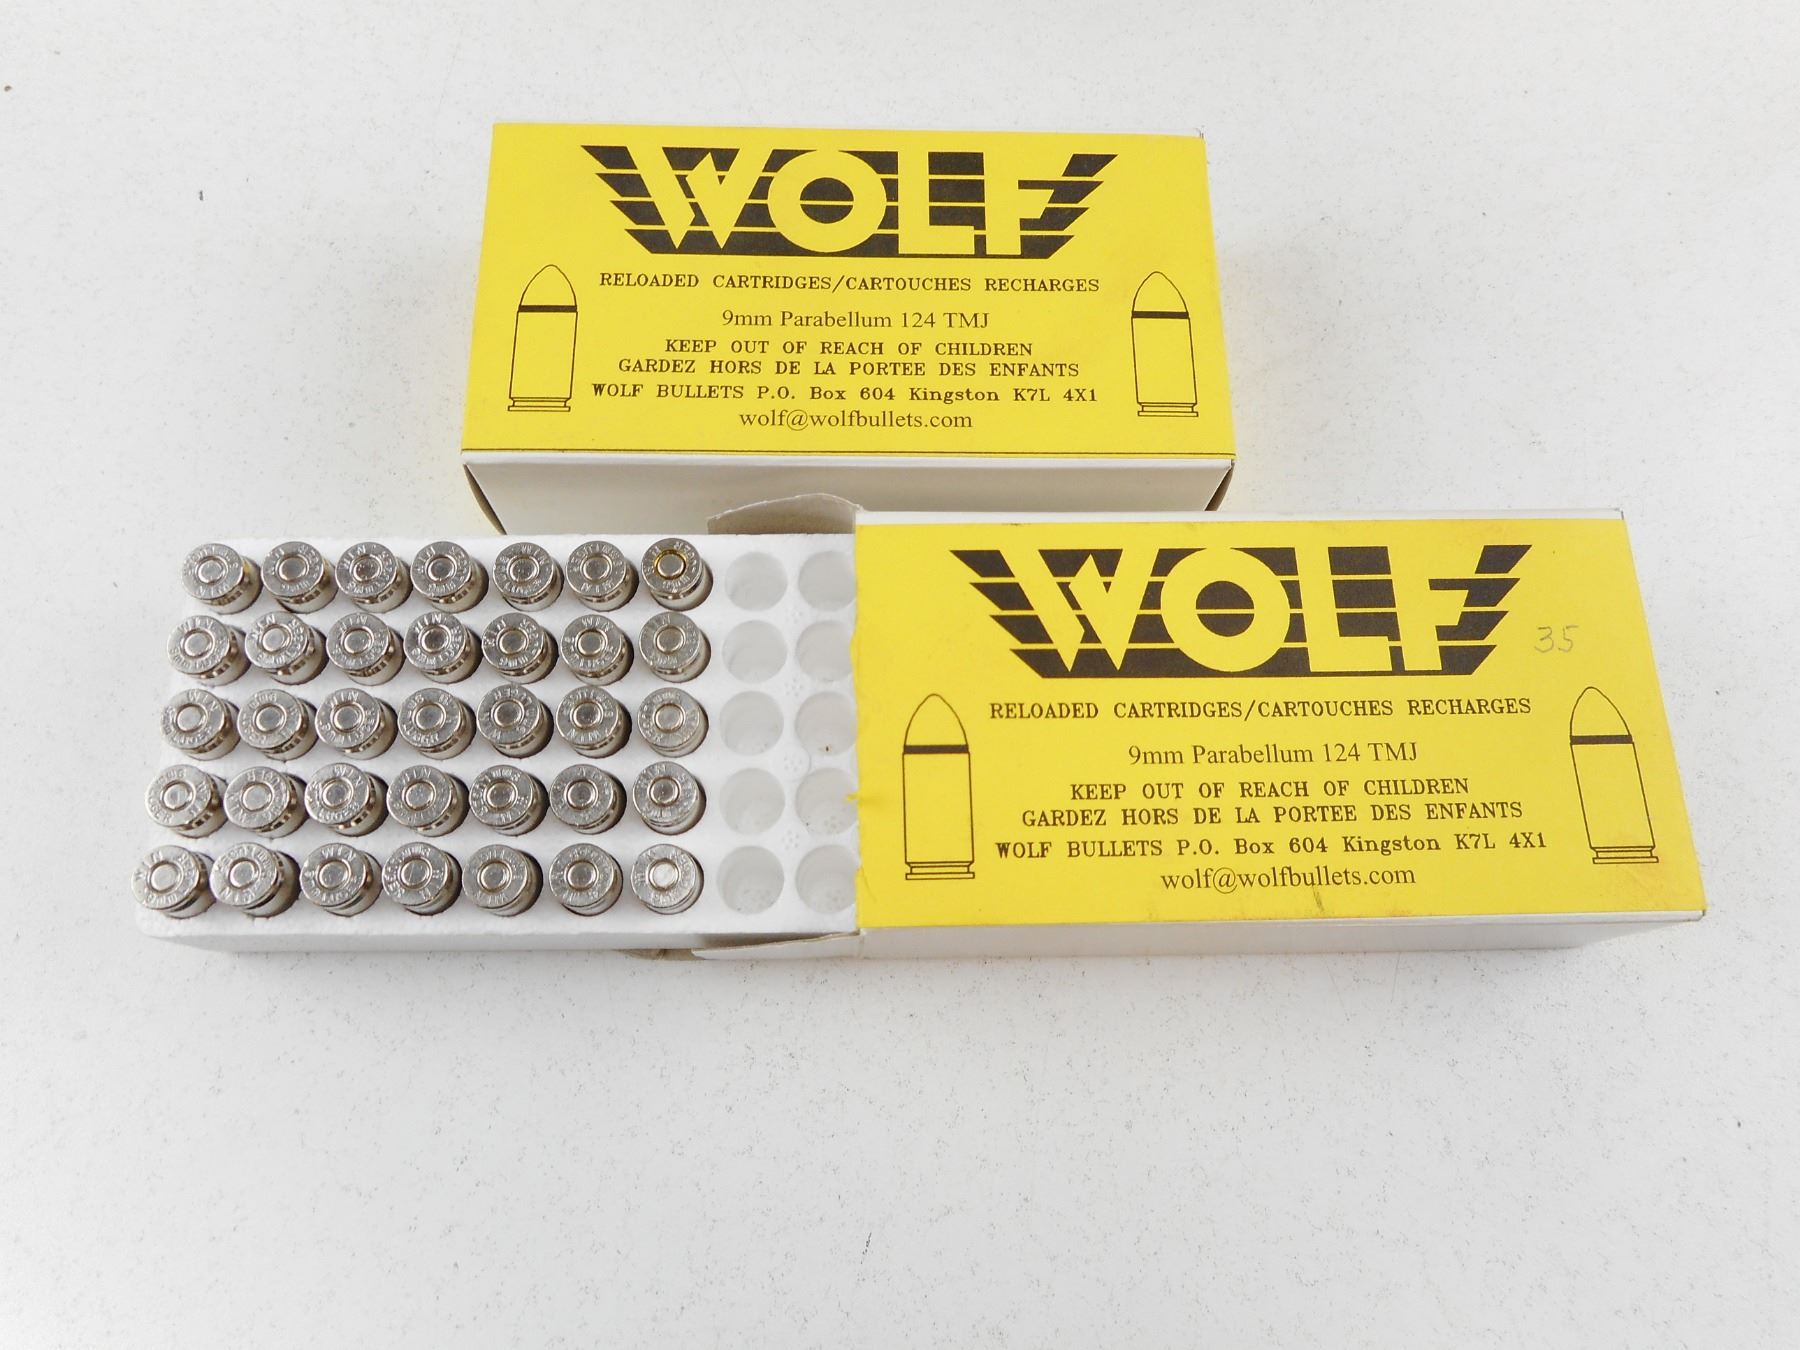 WOLF
RELOADED CARTRIDGES/CARTOUCHES RECHARGES
9mm Parabellum 124 TMJ
KEEP OUT OF REACH OF CHILDREN
GARDEZ HORS DE LA PORTEE DES ENFANTS
WOLF BULLETS P.O. Box 604 Kingston K7L 4X1
wolf@wolfbullets.com
WOLF
35
RELOADED CARTRIDGES/CARTOUCHES RECHARGES
9mm Parabellum 124 TMJ
KEEP OUT OF REACH OF CHILDREN
GARDEZ HORS DE LA PORTEE DES ENFANTS
WOLF BULLETS P.O. Box 604 Kingston K7L 4X1
wolf@wolfbullets.com